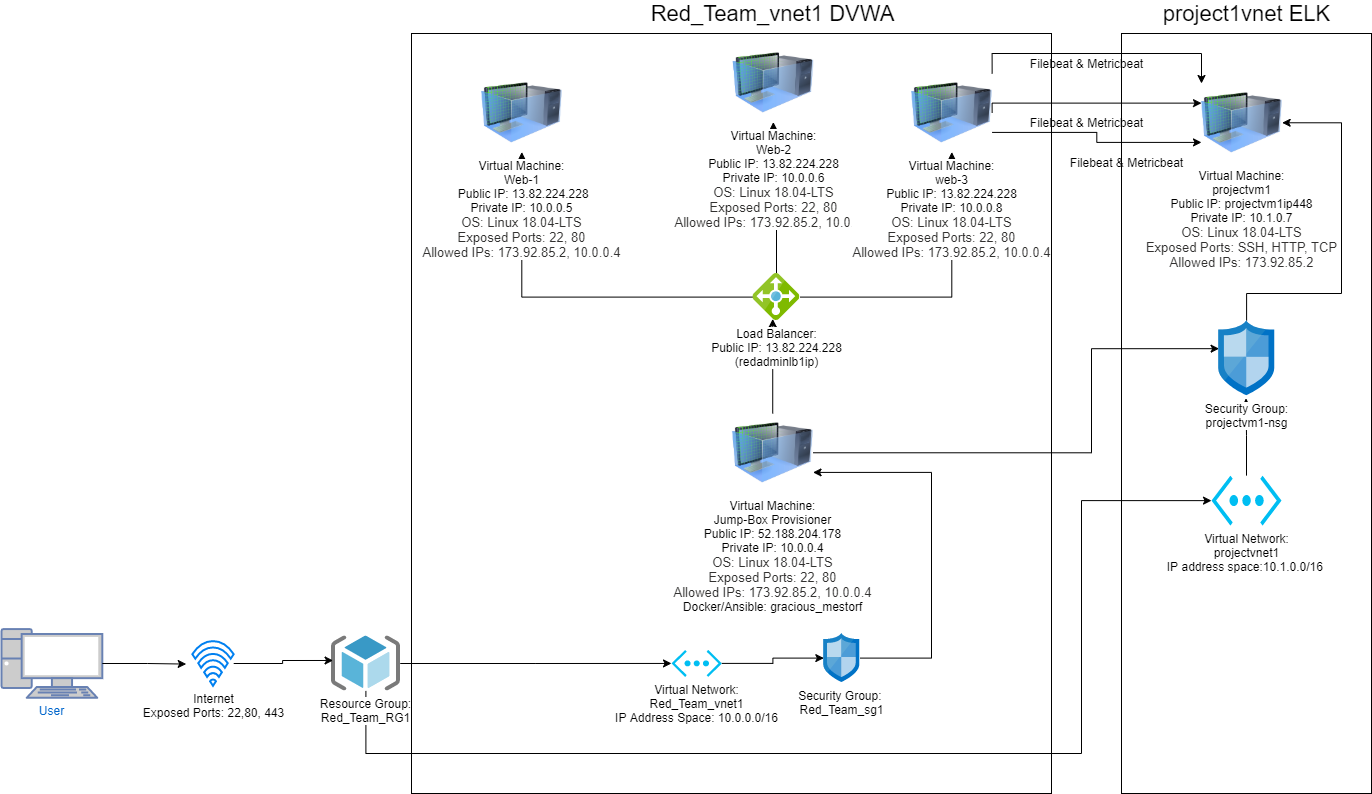 Red_Team_vnet1 DVWA
project1vnet ELK
Filebeat & Metricbeat
Filebeat & Metricbeat
Filebeat & Metricbeat
Virtual Machine:
Web-1
Public IP: 13.82.224.228
Private IP: 10.0.0.5
OS: Linux 18.04-LTS
Exposed Ports: 22, 80
Allowed IPs: 173.92.85.2, 10.0.0.4
Virtual Machine:
Web-2
Public IP: 13.82.224.228
Private IP: 10.0.0.6
OS: Linux 18.04-LTS
Exposed Ports: 22, 80
Allowed IPs: 173.92.85.2, 10.0
Virtual Machine:
web-3
Public IP: 13.82.224.228
Private IP: 10.0.0.8
OS: Linux 18.04-LTS
Exposed Ports: 22, 80
Allowed IPs: 173.92.85.2, 10.0.0.4
Virtual Machine:
projectvm1
Public IP: projectvm1ip448
Private IP: 10.1.0.7
OS: Linux 18.04-LTS
Exposed Ports: SSH, HTTP, TCP
Allowed IPs: 173.92.85.2
Load Balancer:
Public IP: 13.82.224.228
(redadminlb1ip)
Security Group:
projectvm1-nsg
Virtual Machine:
Jump-Box Provisioner
Public IP: 52.188.204.178
Private IP: 10.0.0.4
OS: Linux 18.04-LTS
Exposed Ports: 22, 80
Allowed IPs: 173.92.85.2, 10.0.0.4
Docker/Ansible: gracious_mestorf
Virtual Network:
projectvnet1
IP address space:10.1.0.0/16
User
Internet
Exposed Ports: 22,80, 443
Resource Group:
Red_Team_RG1
Virtual Network:
Red_Team_vnet1
IP Address Space: 10.0.0.0/16
Security Group:
Red_Team_sg1